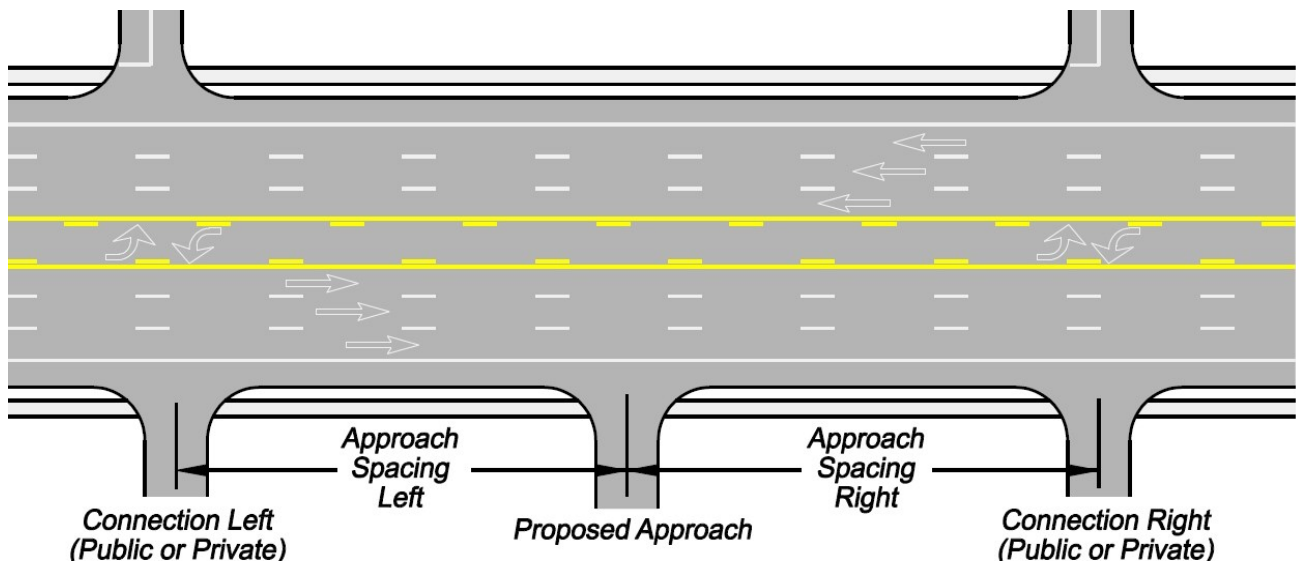 Approach
Spacing
Left
Approach
Spacing
Right
Connection Left
(Public or Private)
Proposed Approach
Connection Right
(Public or Private)